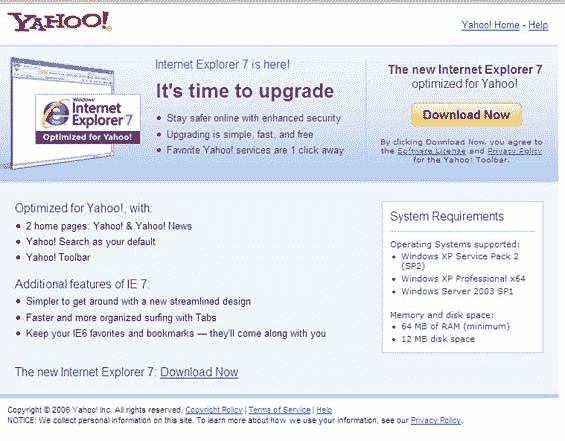 YAHOO!
Yahoo! Home - Help
Internet Explorer 7 is here!
It's time to upgrade
Stay safer online with enhanced security
Upgrading is simple, fast, and free
Favorite Yahoo! services are 1 click away
Windows
Internet
Explorer 7
Optimized for Yahoo!
The new Internet Explorer 7
optimized for Yahoo!
Download Now
By clicking Download Now, you agree to
the Software License and Privacy Policy
for the Yahoo! Toolbar.
Optimized for Yahoo!, with:
2 home pages: Yahoo! & Yahoo! News
Yahoo! Search as your default
Yahoo! Toolbar
Additional features of IE 7:
Simpler to get around with a new streamlined design
Faster and more organized surfing with Tabs
Keep your IE6 favorites and bookmarks — they'll come along with you
The new Internet Explorer 7: Download Now
System Requirements
Operating Systems supported:
Windows XP Service Pack 2
(SP2)
Windows XP Professional x64
Windows Server 2003 SP1
Memory and disk space:
64 MB of RAM (minimum)
12 MB disk space
Copyright © 2006 Yahoo! Inc. All rights reserved. Copyright Policy | Terms of Service | Help
NOTICE: We collect personal information on this site. To learn more about how we use your information, see our Privacy Policy.